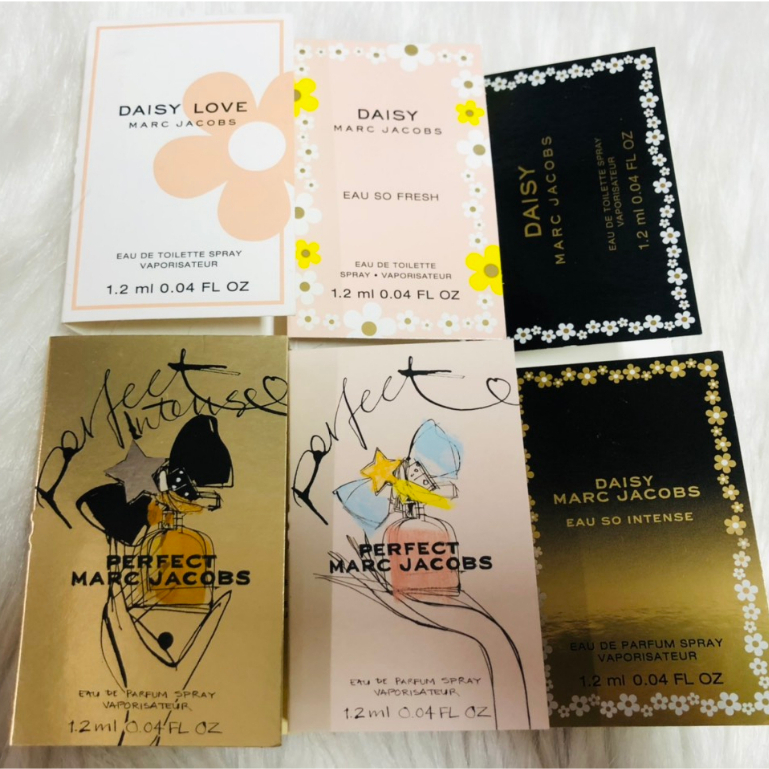 DAISY LOVE
MARC JACOBS
EAU DE TOILETTE SPRAY
VAPORISATEUR
1.2 ml 0.04 FL OZ
DAISY
MARC JACOBS
EAU SO FRESH
EAU DE TOILETTE
SPRAY • VAPORISATEUR
1.2 ml 0.04 FL OZ
DAISY
MARC JACOBS
EAU DE TOILETTE SPRAY
VAPORISATEUR
1.2 ml 0.04 FL OZ
perfect
intense
PERFECT
MARC JACOBS
EAU DE PARFUM SPRAY
VAPORISATEUR
1.2 ml 0.04 FL OZ
perfect
PERFECT
MARC JACOBS
EAU DE PARFUM SPRAY
VAPORISATEUR
1.2 ml 0.04 FL OZ
DAISY
MARC JACOBS
EAU SO INTENSE
EAU DE PARFUM SPRAY
VAPORISATEUR
1.2 ml 0.04 FL OZ